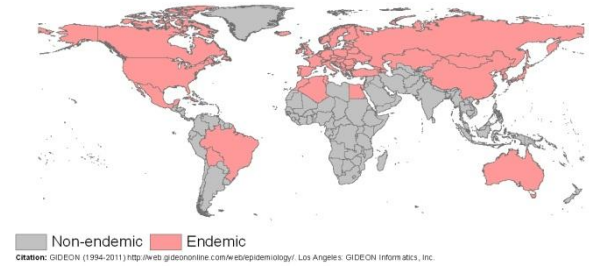 Non-endemic Endemic
Citation: GIDEON (1994-2011) http://web.gideononline.com/web/epidemiology/. Los Angeles: GIDEON Informatics, Inc.